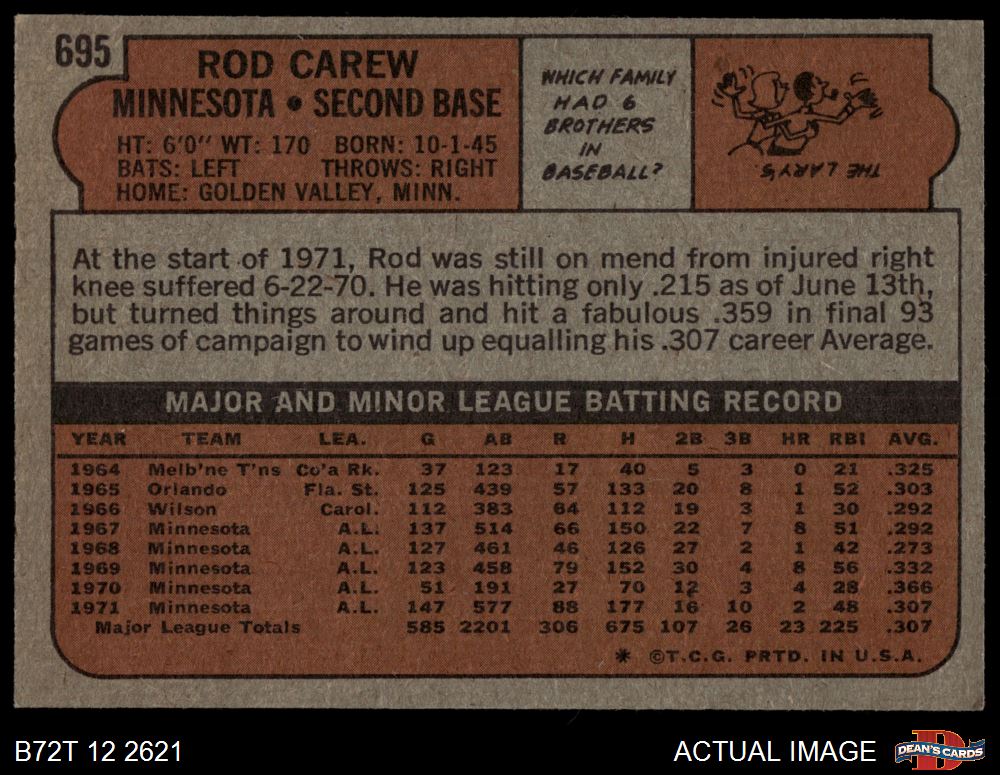 695
ROD CAREW
MINNESOTA • SECOND BASE
HT: 6'0" WT: 170 BORN: 10-1-45
BATS: LEFT THROWS: RIGHT
HOME: GOLDEN VALLEY, MINN.
WHICH FAMILY
HAD 6
BROTHERS
IN
BASEBALL?
THE LARY'S
At the start of 1971, Rod was still on mend from injured right
knee suffered 6-22-70. He was hitting only .215 as of June 13th,
but turned things around and hit a fabulous .359 in final 93
games of campaign to wind up equalling his .307 career Average.
MAJOR AND MINOR LEAGUE BATTING RECORD
YEAR TEAM LEA. G AB R H 2B 3B HR RBI AVG.
1964 Melb'ne T'ns Co'a Rk. 37 123 17 40 5 3 0 21 .325
1965 Orlando Fla. St. 125 439 57 133 20 8 1 52 .303
1966 Wilson Carol. 112 383 64 112 19 3 1 30 .292
1967 Minnesota A.L. 137 514 66 150 22 7 8 51 .292
1968 Minnesota A.L. 127 461 46 126 27 2 1 42 .273
1969 Minnesota A.L. 123 458 79 152 30 4 8 56 .332
1970 Minnesota A.L. 51 191 27 70 12 3 4 28 .366
1971 Minnesota A.L. 147 577 88 177 16 10 2 48 .307
Major League Totals 585 2201 306 675 107 26 23 225 .307
* ©T.C.G. PRTD. IN U.S.A.
B72T 12 2621
ACTUAL IMAGE
DEAN'S CARDS